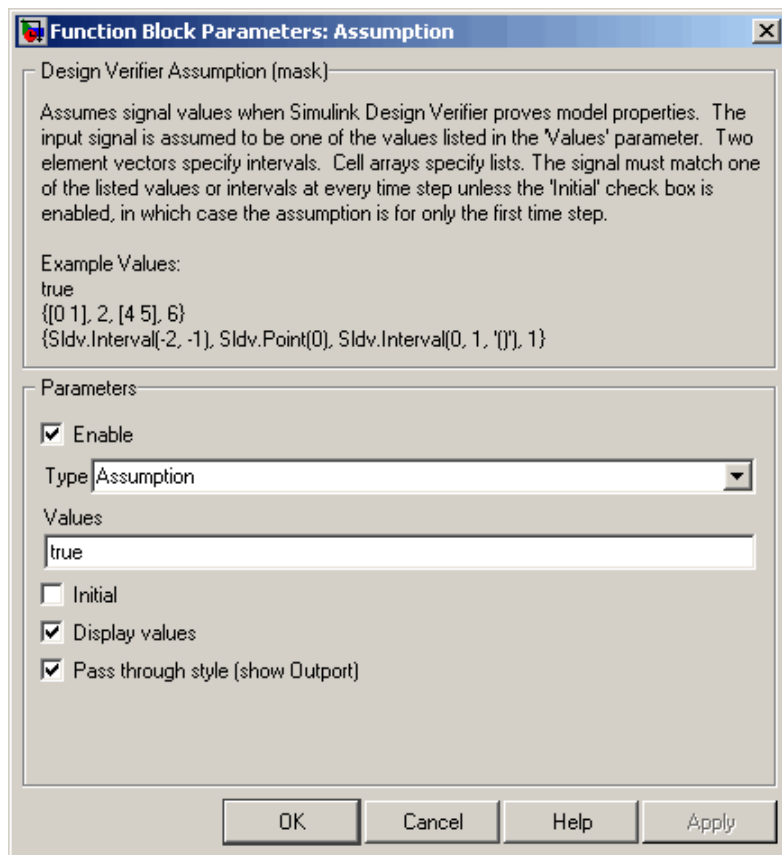 Function Block Parameters: Assumption
Design Verifier Assumption (mask)
Assumes signal values when Simulink Design Verifier proves model properties.  The
input signal is assumed to be one of the values listed in the 'Values' parameter.  Two
element vectors specify intervals.  Cell arrays specify lists. The signal must match one
of the listed values or intervals at every time step unless the 'Initial' check box is
enabled, in which case the assumption is for only the first time step.
Example Values:
true
{[0 1], 2, [4 5], 6}
{Sldv.Interval(-2, -1), Sldv.Point(0), Sldv.Interval(0, 1, '()'), 1}
Parameters
Enable
Type Assumption
Values
true
Initial
Display values
Pass through style (show Outport)
OK Cancel Help Apply